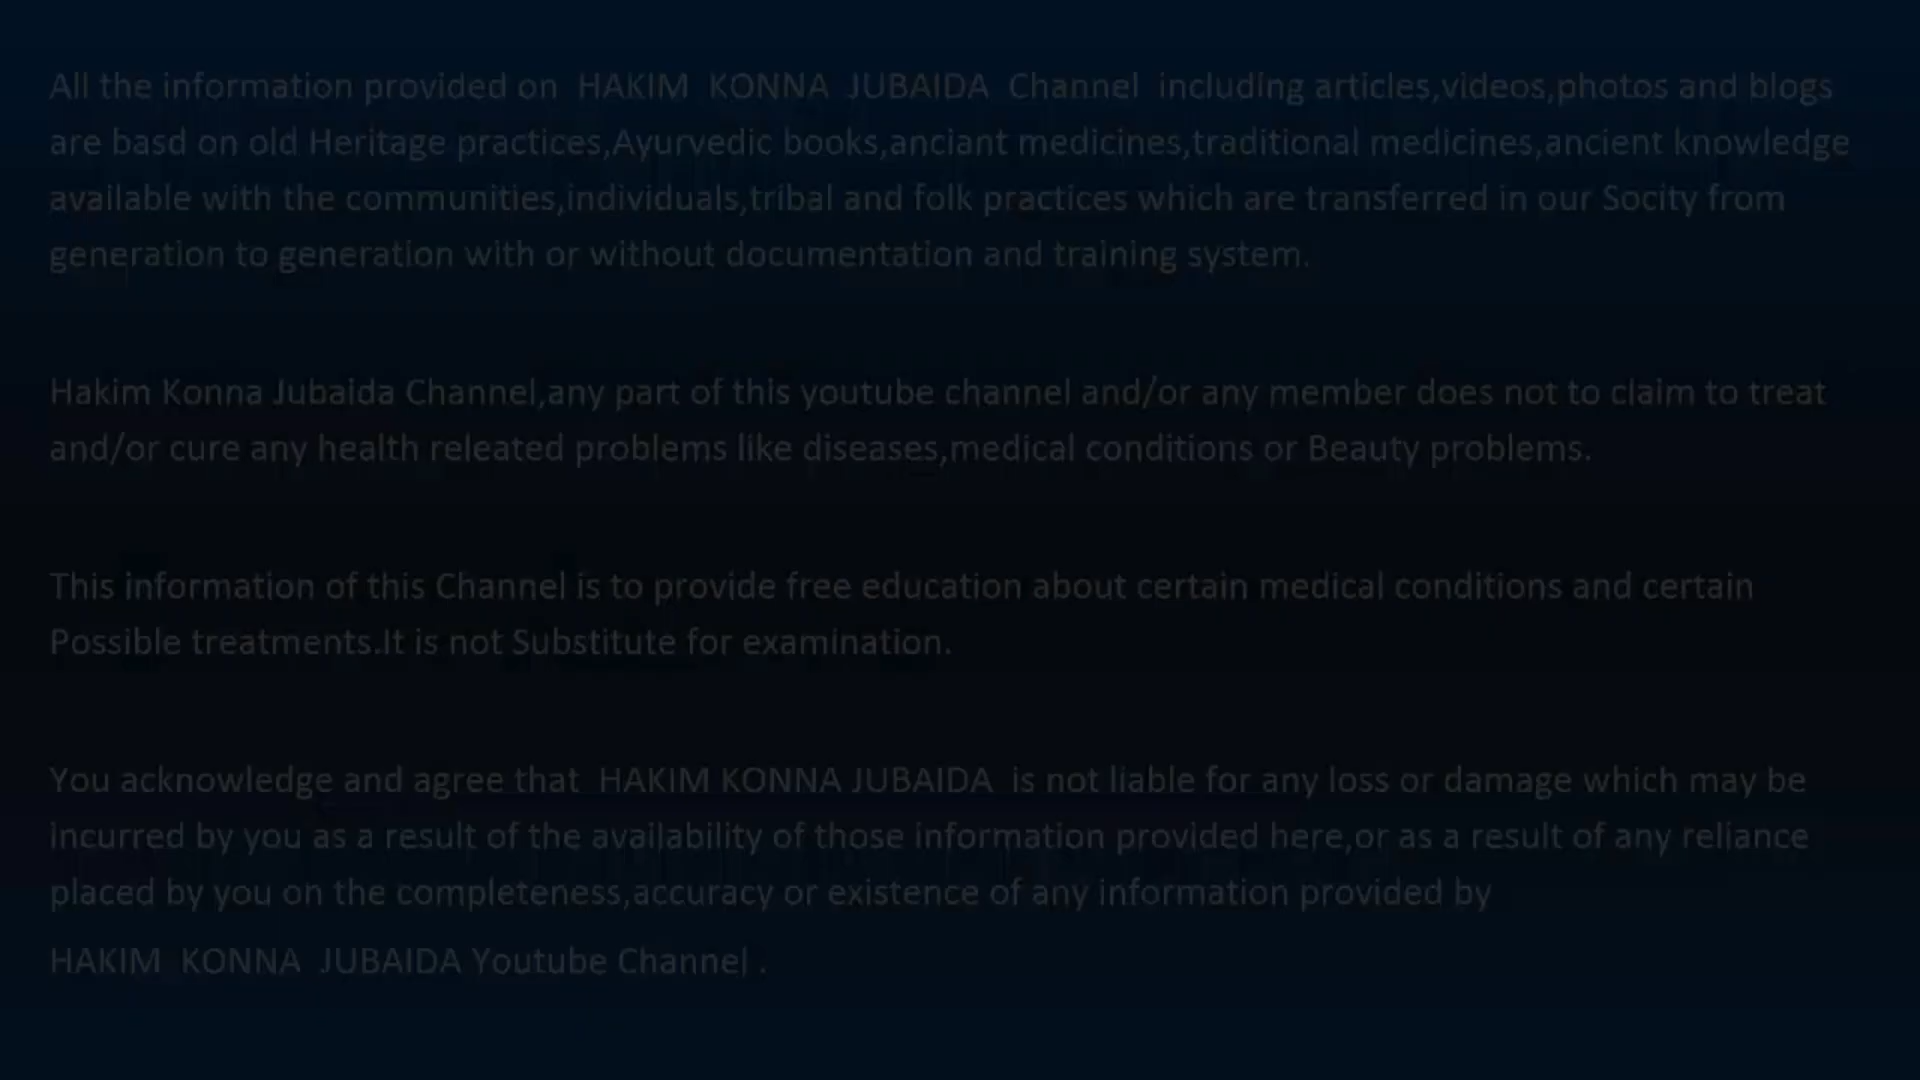 All the information provided on HAKIM KONNA JUBAIDA Channel including articles,videos,photos and blogs
are basd on old Heritage practices,Ayurvedic books,anciant medicines,traditional medicines,ancient knowledge
available with the communities,individuals,tribal and folk practices which are transferred in our Socity from
generation to generation with or without documentation and training system.
Hakim Konna Jubaida Channel,any part of this youtube channel and/or any member does not to claim to treat
and/or cure any health releated problems like diseases,medical conditions or Beauty problems.
This information of this Channel is to provide free education about certain medical conditions and certain
Possible treatments.It is not Substitute for examination.
You acknowledge and agree that HAKIM KONNA JUBAIDA is not liable for any loss or damage which may be
incurred by you as a result of the availability of those information provided here,or as a result of any reliance
placed by you on the completeness,accuracy or existence of any information provided by
HAKIM KONNA JUBAIDA Youtube Channel .